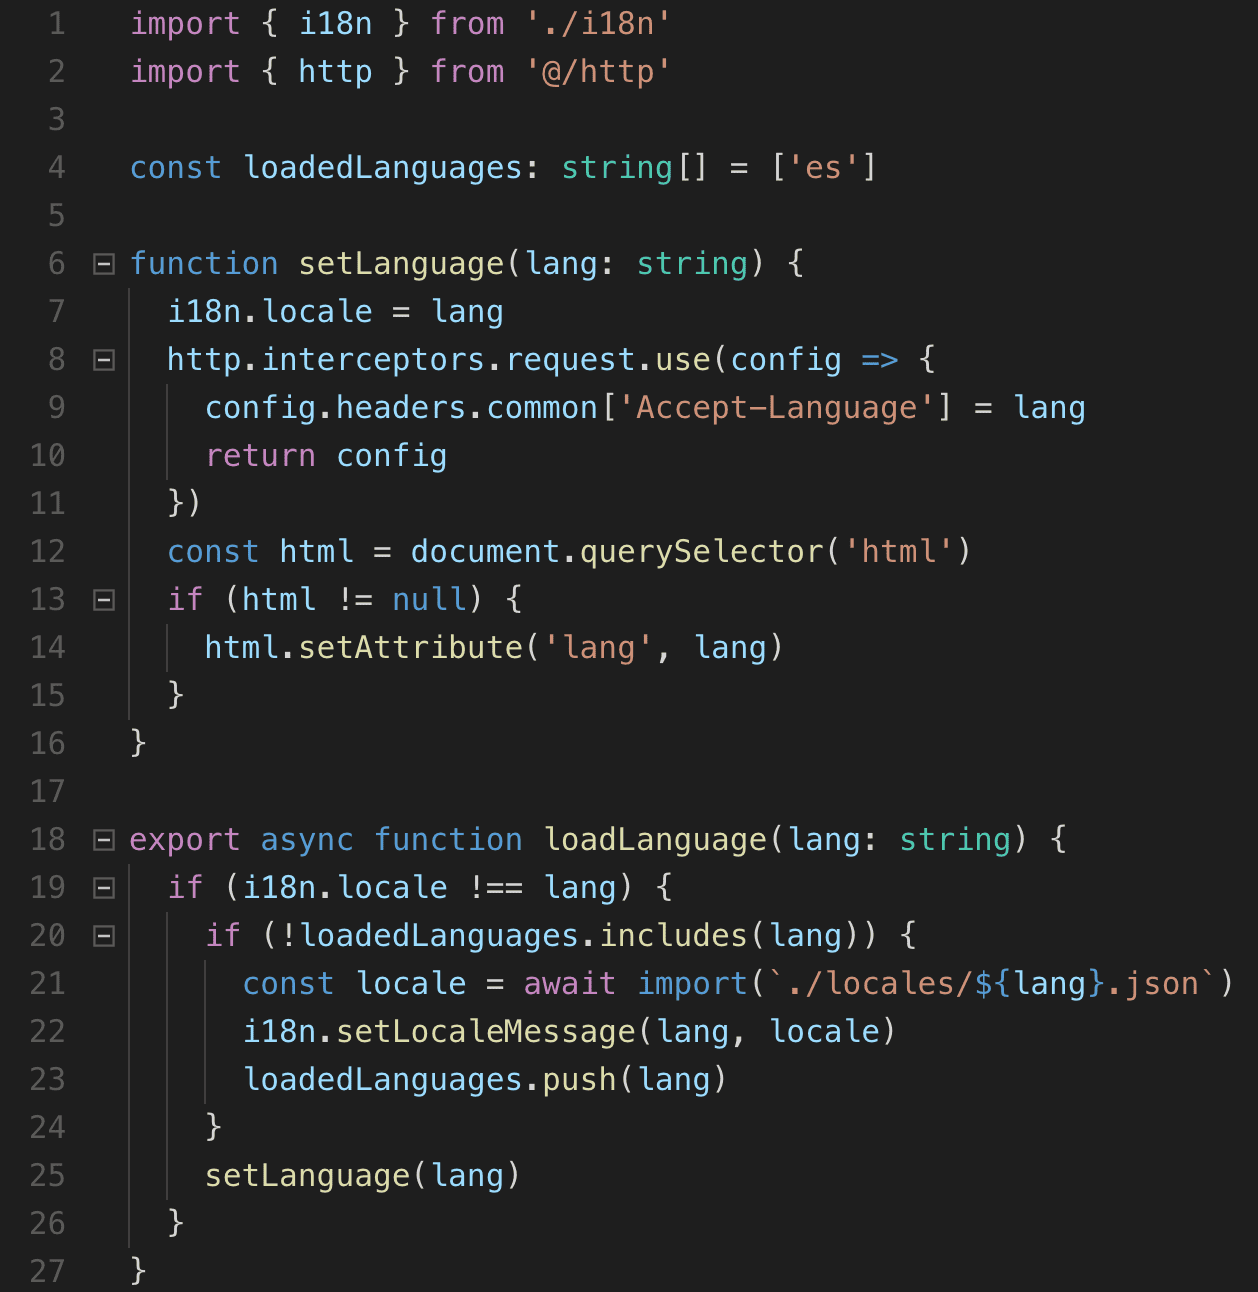 1 import { i18n } from './i18n'
2 import { http } from '@/http'
3
4 const loadedLanguages: string[] = ['es']
5
6 function setLanguage(lang: string) {
7   i18n.locale = lang
8   http.interceptors.request.use(config => {
9     config.headers.common['Accept-Language'] = lang
10     return config
11   })
12   const html = document.querySelector('html')
13   if (html != null) {
14     html.setAttribute('lang', lang)
15   }
16 }
17
18 export async function loadLanguage(lang: string) {
19   if (i18n.locale !== lang) {
20     if (!loadedLanguages.includes(lang)) {
21       const locale = await import(`./locales/${lang}.json`)
22       i18n.setLocaleMessage(lang, locale)
23       loadedLanguages.push(lang)
24     }
25     setLanguage(lang)
26   }
27 }